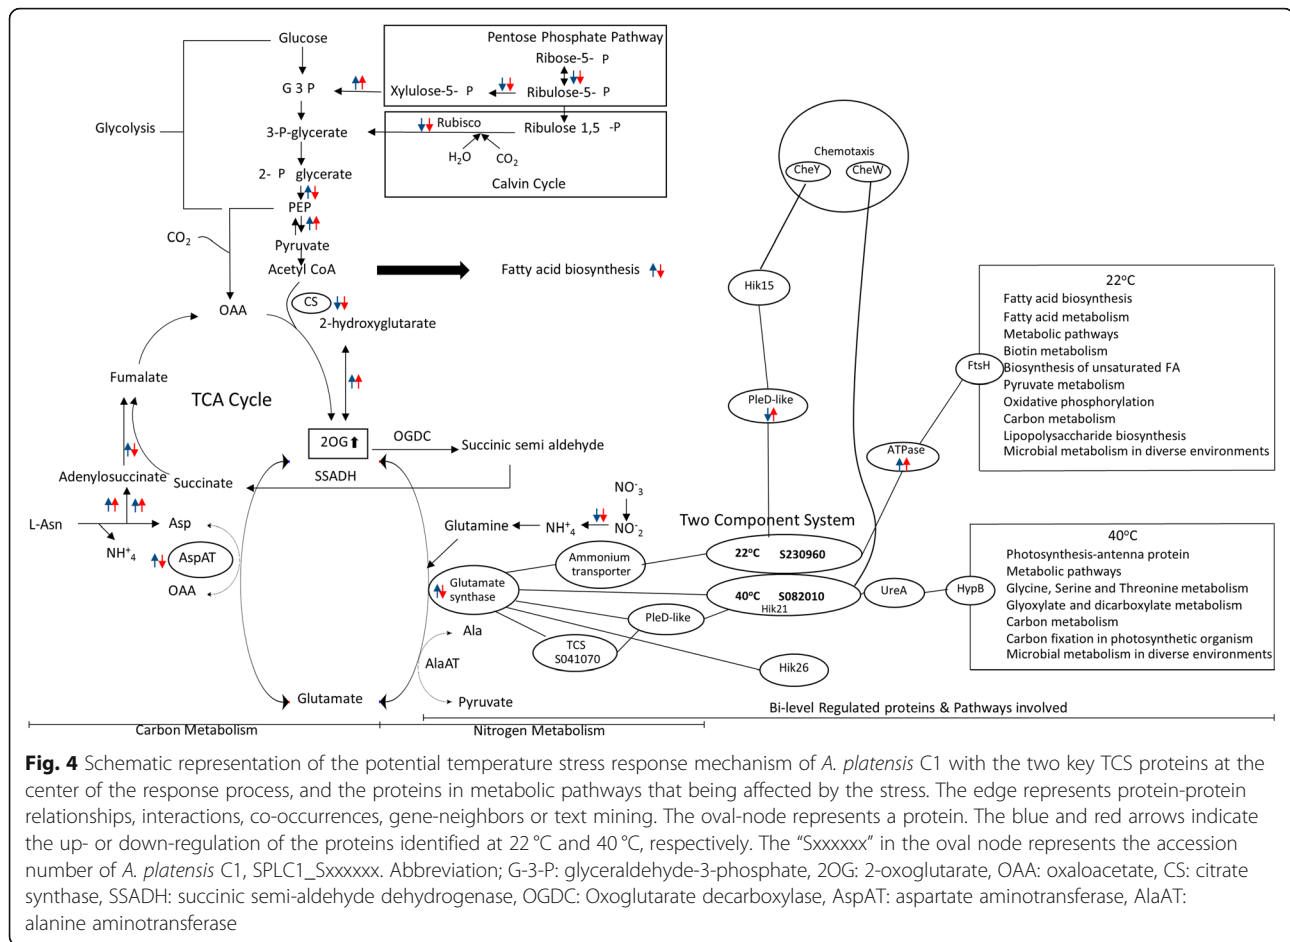 Glucose
G 3 P
3-P-glycerate
2- P glycerate
PEP
Pyruvate
Acetyl CoA
Glycolysis
CO2
OAA
Pentose Phosphate Pathway
Ribose-5- P
Xylulose-5- P
Ribulose-5- P
Rubisco
Ribulose 1,5 -P
H2O
CO2
Calvin Cycle
Fatty acid biosynthesis
CS
2-hydroxyglutarate
Fumalate
TCA Cycle
2OG
OGDC
Succinic semi aldehyde
SSADH
Adenylosuccinate
Succinate
L-Asn
Asp
NH+4
AspAT
OAA
NO-3
NO-2
NH+4
Glutamine
Glutamate
synthase
Ammonium
transporter
Ala
AlaAT
Pyruvate
Glutamate
Two Component System
22oC S230960
40oC S082010
Hik21
PleD-like
TCS
S041070
Hik26
Chemotaxis
CheY
CheW
Hik15
PleD-like
ATPase
FtsH
UreA
HypB
22oC
Fatty acid biosynthesis
Fatty acid metabolism
Metabolic pathways
Biotin metabolism
Biosynthesis of unsaturated FA
Pyruvate metabolism
Oxidative phosphorylation
Carbon metabolism
Lipopolysaccharide biosynthesis
Microbial metabolism in diverse environments
40oC
Photosynthesis-antenna protein
Metabolic pathways
Glycine, Serine and Threonine metabolism
Glyoxylate and dicarboxylate metabolism
Carbon metabolism
Carbon fixation in photosynthetic organism
Microbial metabolism in diverse environments
Carbon Metabolism
Nitrogen Metabolism
Bi-level Regulated proteins & Pathways involved
Fig. 4 Schematic representation of the potential temperature stress response mechanism of A. platensis C1 with the two key TCS proteins at the
center of the response process, and the proteins in metabolic pathways that being affected by the stress. The edge represents protein-protein
relationships, interactions, co-occurrences, gene-neighbors or text mining. The oval-node represents a protein. The blue and red arrows indicate
the up- or down-regulation of the proteins identified at 22 °C and 40 °C, respectively. The “Sxxxxxx” in the oval node represents the accession
number of A. platensis C1, SPLC1_Sxxxxxx. Abbreviation; G-3-P: glyceraldehyde-3-phosphate, 2OG: 2-oxoglutarate, OAA: oxaloacetate, CS: citrate
synthase, SSADH: succinic semi-aldehyde dehydrogenase, OGDC: Oxoglutarate decarboxylase, AspAT: aspartate aminotransferase, AlaAT:
alanine aminotransferase